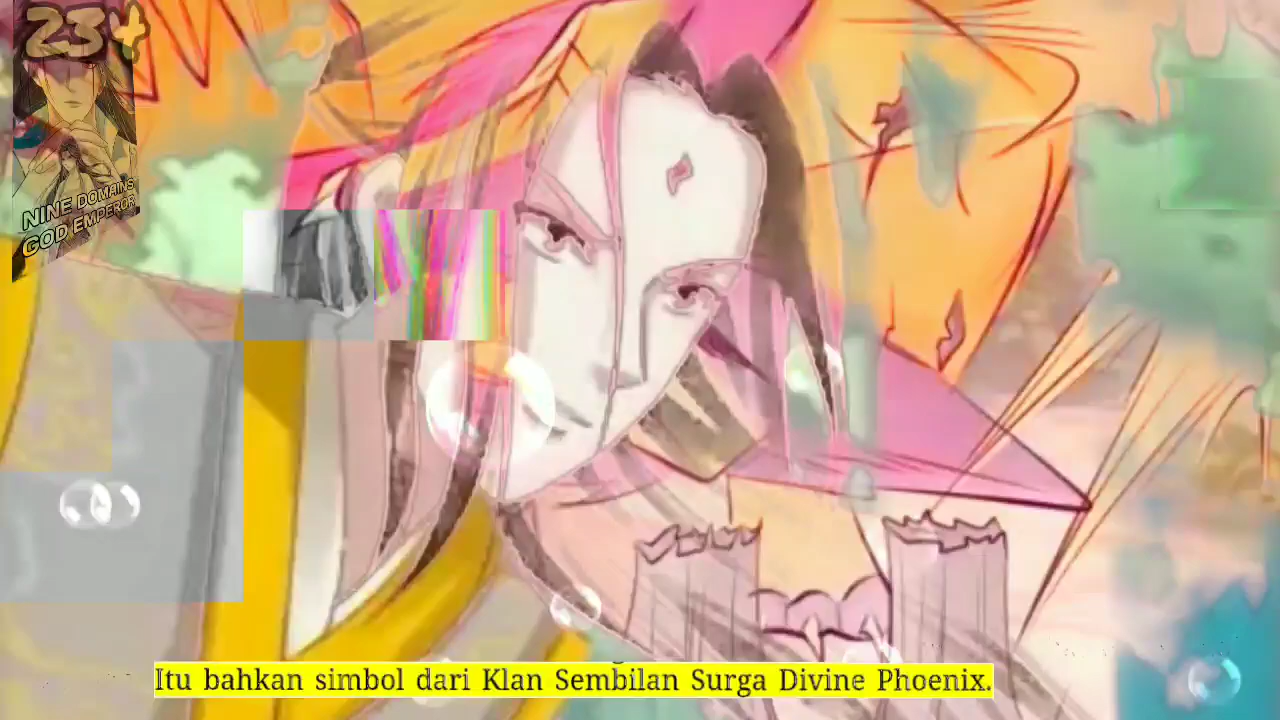 234
NINE DOMAINS
GOD EMPEROR
Itu bahkan simbol dari Klan Sembilan Surga Divine Phoenix.